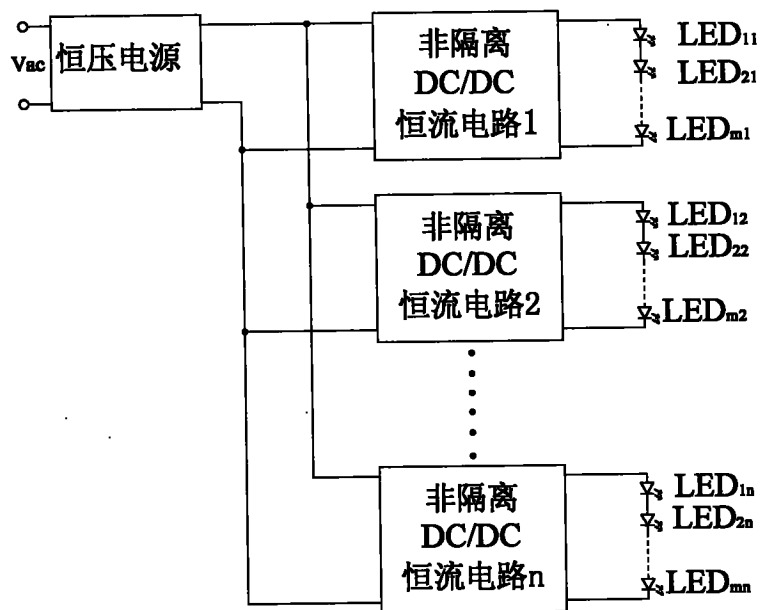 VEC
恒压电源
非隔离
DC/DC
恒流电路1
LED11
LED21
LEDm1
非隔离
DC/DC
恒流电路2
LED12
LED22
LEDm2
非隔离
DC/DC
恒流电路n
LED1n
LED2n
LEDmn